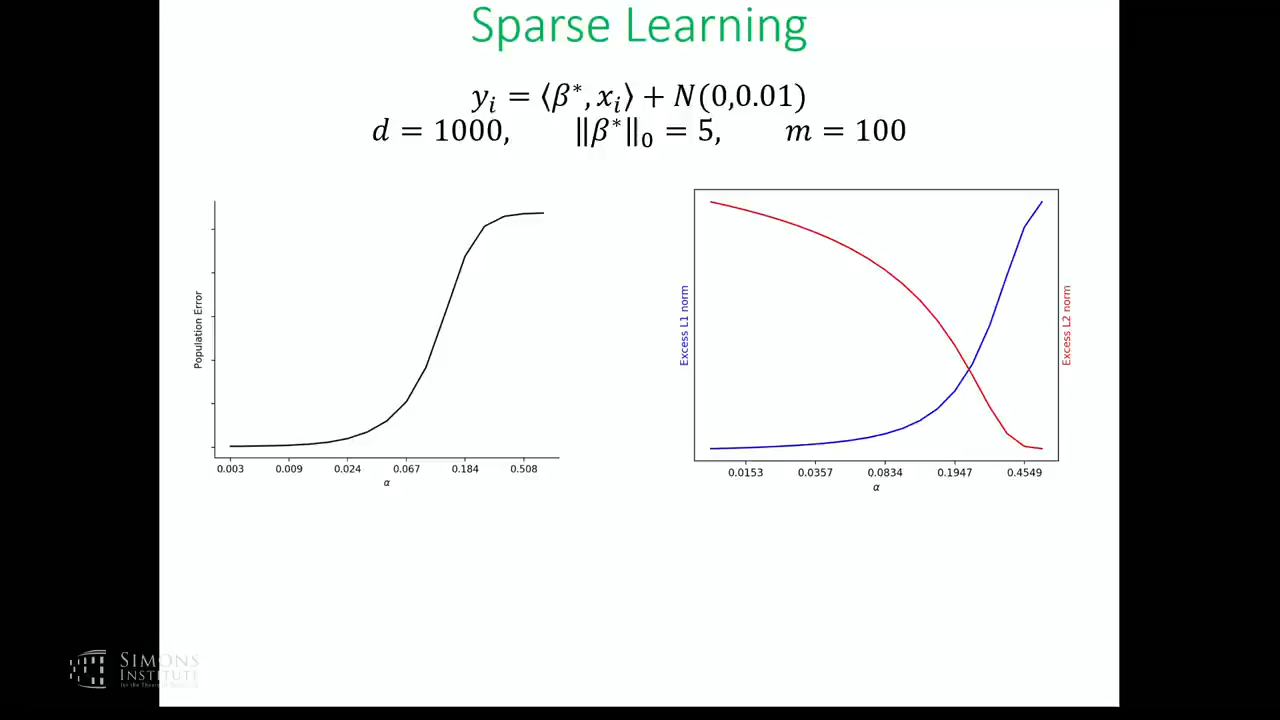 Sparse Learning
yᵢ = ⟨β*, xᵢ⟩ + N(0,0.01)
d = 1000, ‖β*‖₀ = 5, m = 100
Population Error
0.003 0.009 0.024 0.067 0.184 0.508
α
Excess L1 norm
Excess L2 norm
0.0153 0.0357 0.0834 0.1947 0.4549
α
SIMONS
INSTITUTE